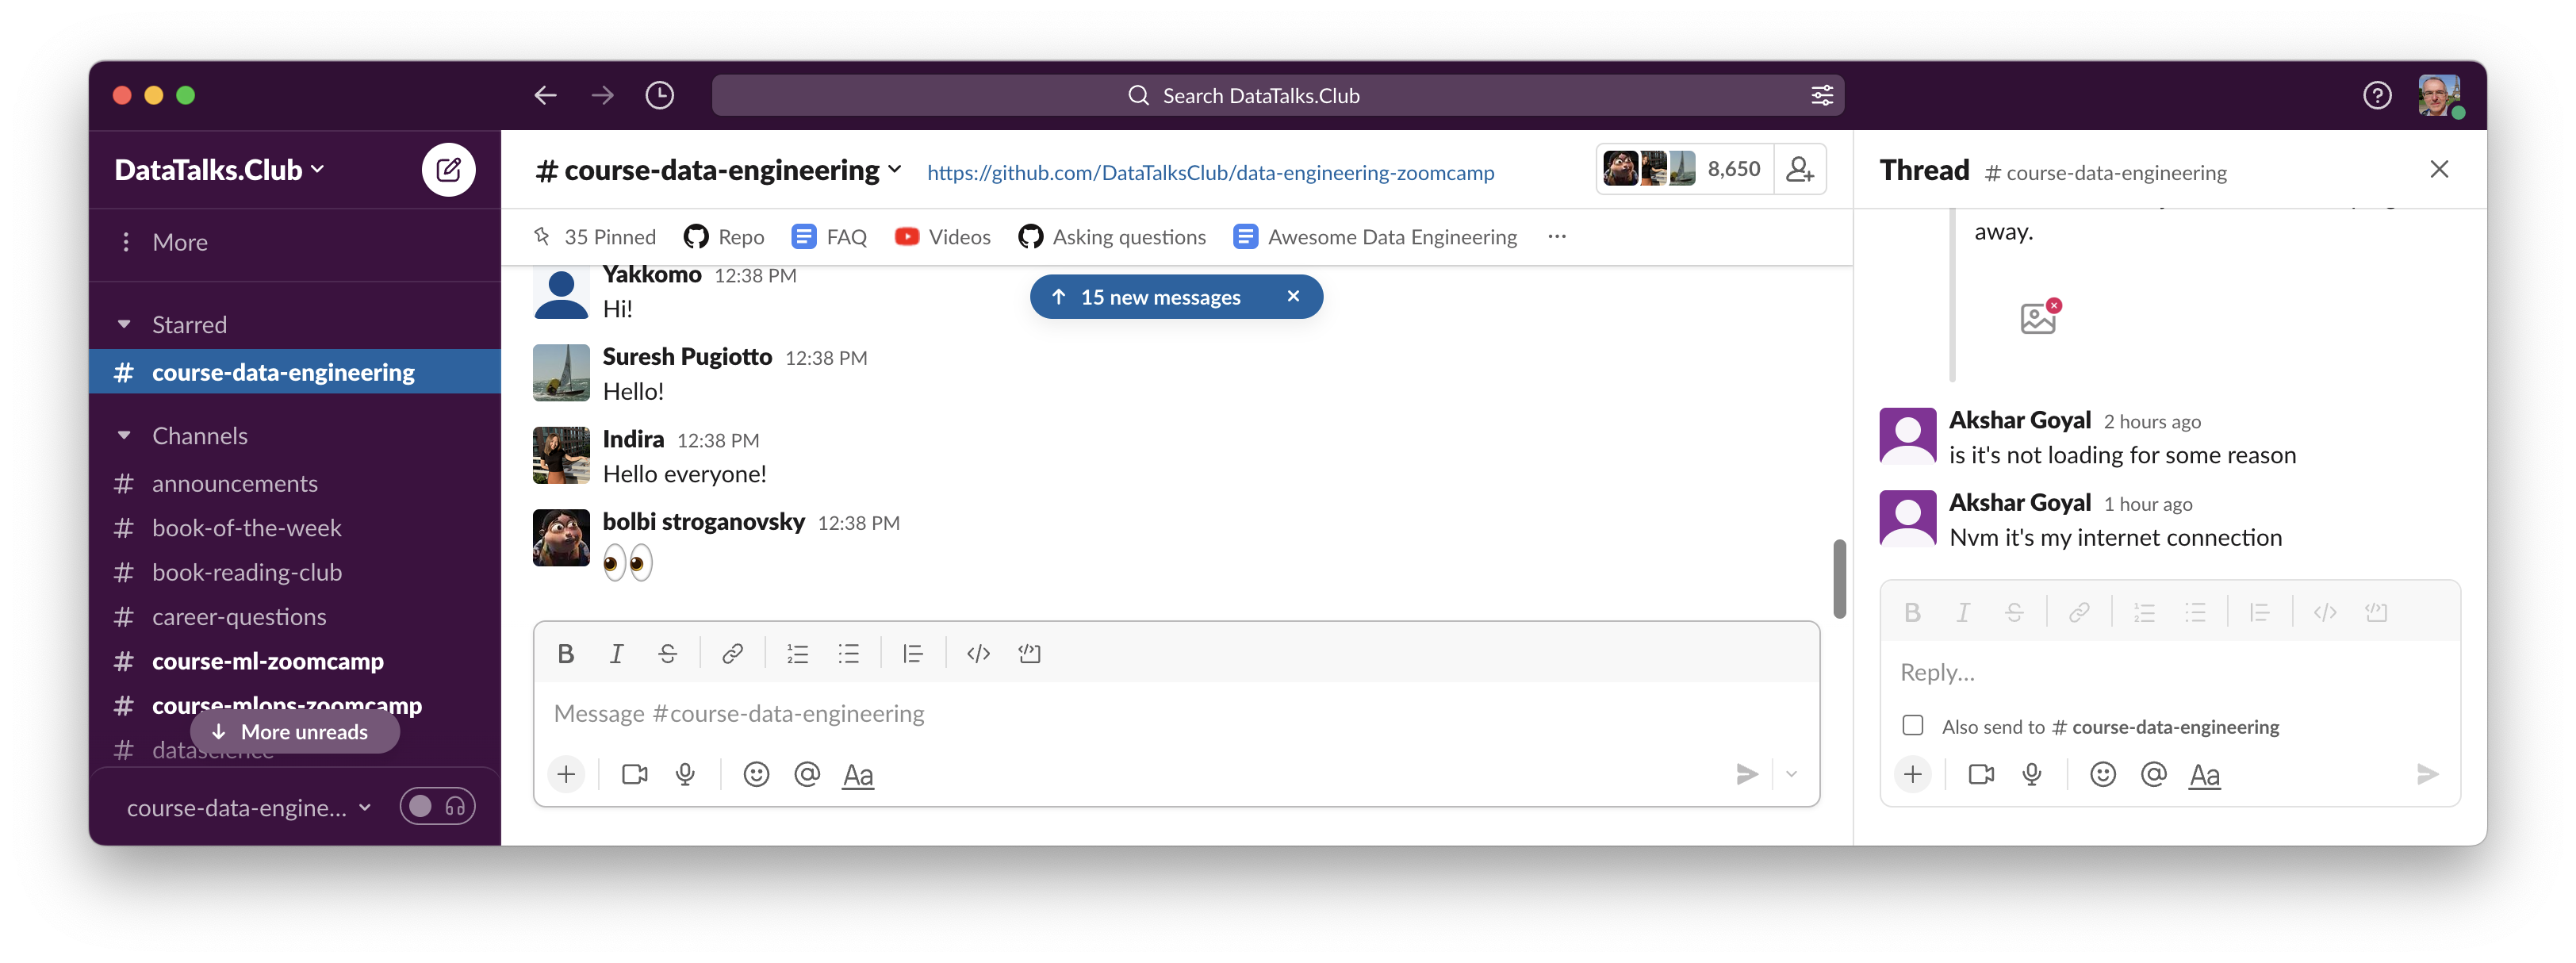 Search DataTalks.Club
DataTalks.Club
More
Starred
# course-data-engineering
Channels
# announcements
# book-of-the-week
# book-reading-club
# career-questions
# course-ml-zoomcamp
# course-mlops-zoomcamp
More unreads
# datascience
course-data-engine...
# course-data-engineering https://github.com/DataTalksClub/data-engineering-zoomcamp 8,650
35 Pinned Repo FAQ Videos Asking questions Awesome Data Engineering ...
15 new messages
Yakkomo 12:38 PM
Hi!
Suresh Pugiotto 12:38 PM
Hello!
Indira 12:38 PM
Hello everyone!
bolbi stroganovsky 12:38 PM
👀
B I S
Message #course-data-engineering
Aa
Thread # course-data-engineering
away.
Akshar Goyal 2 hours ago
is it's not loading for some reason
Akshar Goyal 1 hour ago
Nvm it's my internet connection
B I S
Reply...
Also send to # course-data-engineering
Aa